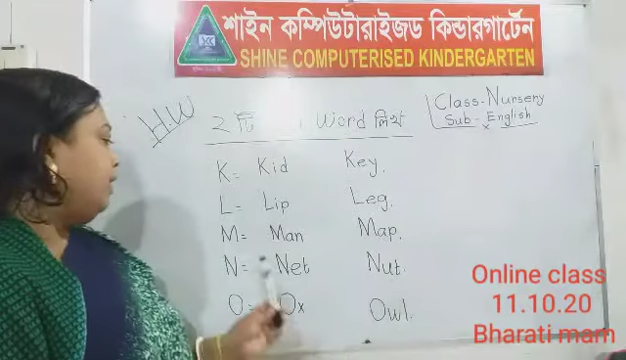 শাইন কম্পিউটারাইজড কিন্ডারগার্টেন
SHINE COMPUTERISED KINDERGARTEN
H.W
২ টি Word লিখ
Class-Nursery
Sub-English
K= Kid Key.
L= Lip Leg.
M= Man Map.
N= Net Nut.
O= Ox Owl.
Online class
11.10.20
Bharati mam